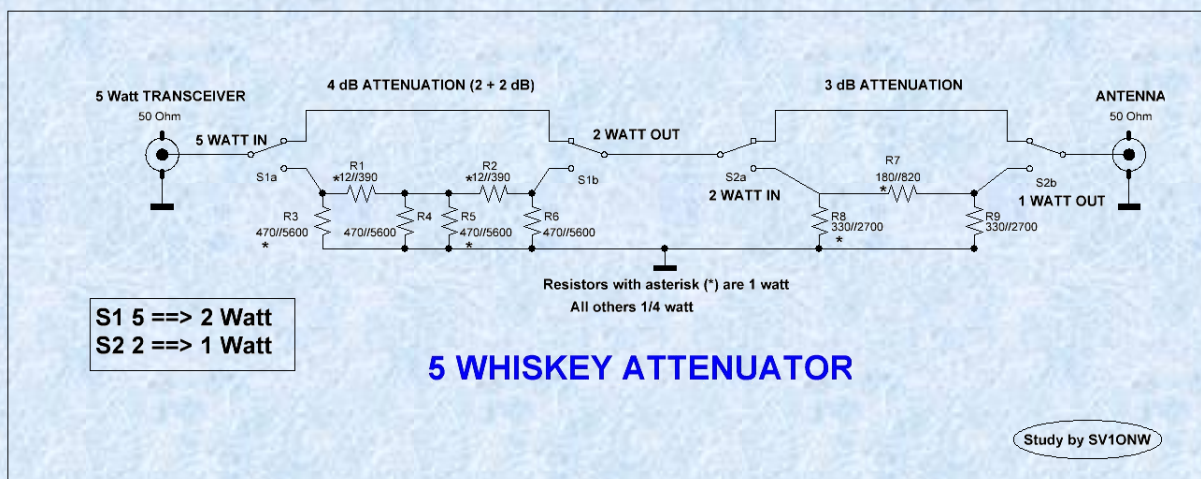 4 dB ATTENUATION (2 + 2 dB)
3 dB ATTENUATION
5 Watt TRANSCEIVER
50 Ohm
ANTENNA
50 Ohm
5 WATT IN
2 WATT OUT
S1a
R1
*12//390
R2
*12//390
S1b
S2a
2 WATT IN
R7
180//820
*
S2b
1 WATT OUT
R3
470//5600
*
R4
470//5600
R5
470//5600
*
R6
470//5600
R8
330//2700
*
R9
330//2700
Resistors with asterisk (*) are 1 watt
All others 1/4 watt
S1 5 ==> 2 Watt
S2 2 ==> 1 Watt
5 WHISKEY ATTENUATOR
Study by SV1ONW